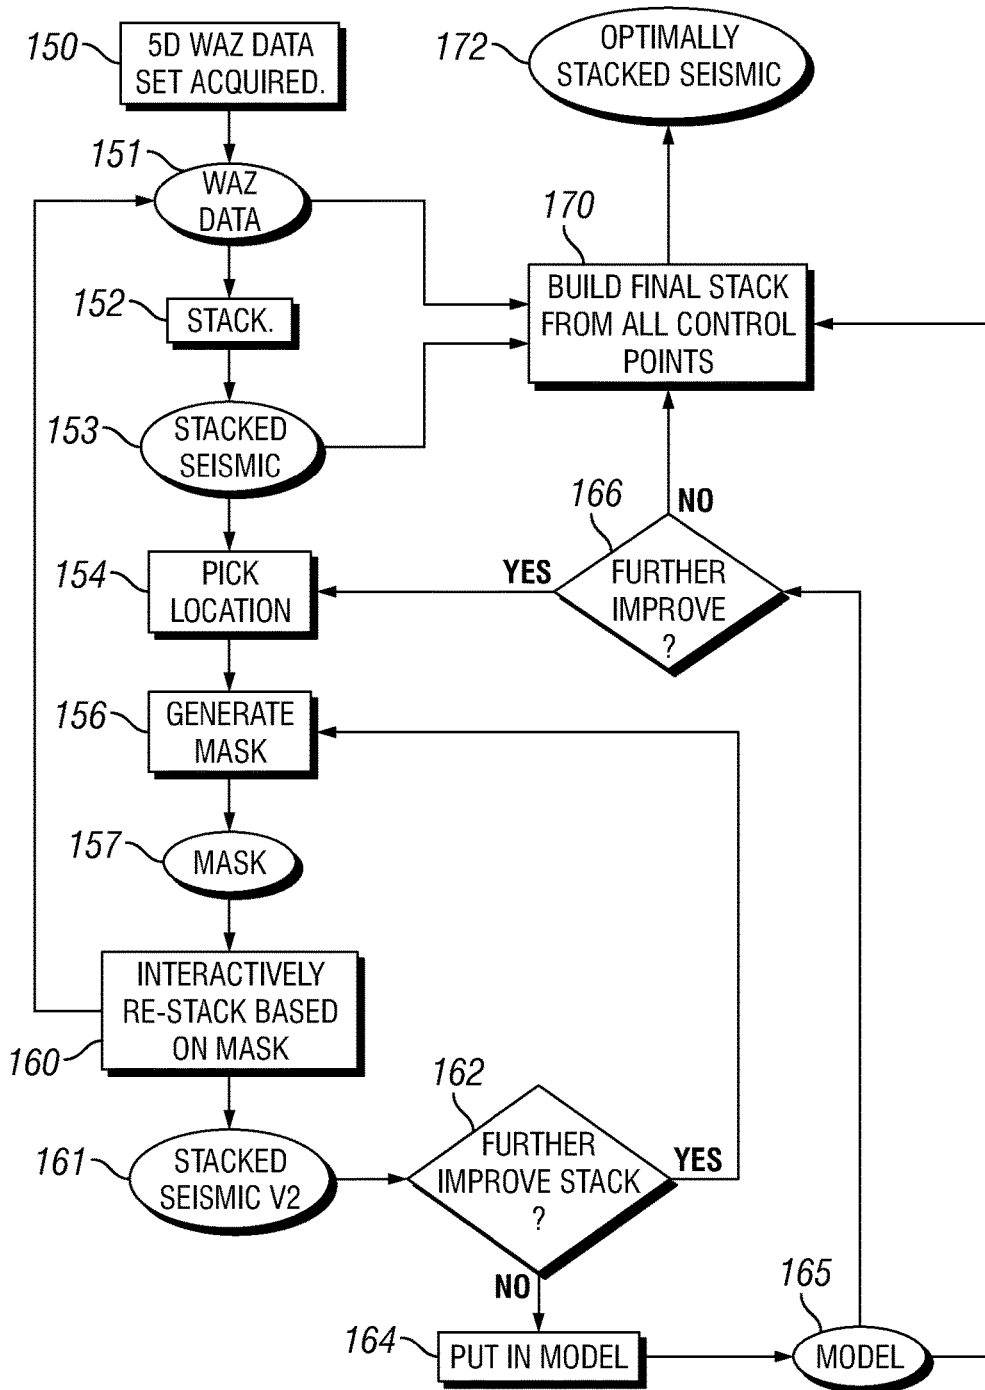 150
5D WAZ DATA
SET ACQUIRED.
172
OPTIMALLY
STACKED SEISMIC
151
WAZ
DATA
170
BUILD FINAL STACK
FROM ALL CONTROL
POINTS
152
STACK.
153
STACKED
SEISMIC
166
NO
YES
FURTHER
IMPROVE
?
154
PICK
LOCATION
156
GENERATE
MASK
157
MASK
INTERACTIVELY
RE-STACK BASED
ON MASK
160
162
161
STACKED
SEISMIC V2
FURTHER
IMPROVE STACK
?
YES
NO
165
164
PUT IN MODEL
MODEL